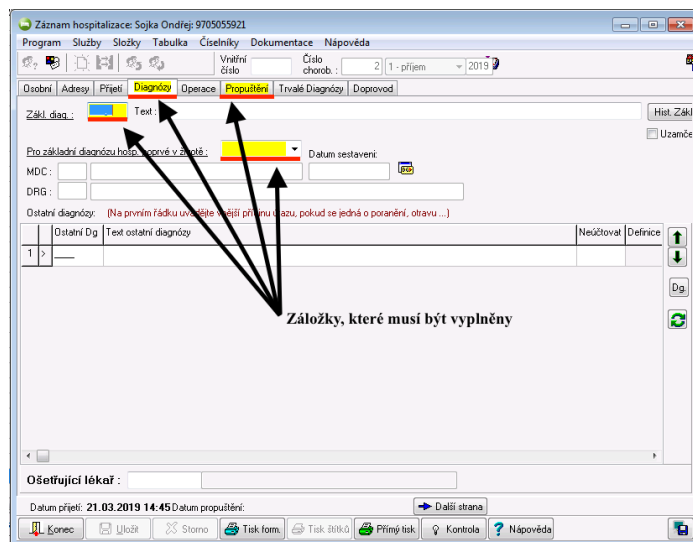 Záznam hospitalizace: Sojka Ondřej: 9705055921
Program Služby Složky Tabulka Číselníky Dokumentace Nápověda
Vnitřní číslo Číslo chorob. : 2 1 - příjem 2019
Osobní Adresy Přijetí Diagnózy Operace Propuštění Trvalé Diagnózy Doprovod
Zákl. diag. : Text : Hist. Zákl
Uzamče
Pro základní diagnózu hosp. poprvé v životě : Datum sestavení:
MDC :
DRG :
Ostatní diagnózy: (Na prvním řádku uvádějte vnější příčinu úrazu, pokud se jedná o poranění, otravu ...)
Ostatní Dg Text ostatní diagnózy Neúčtovat Definice
1 >
Dg.
Záložky, které musí být vyplněny
Ošetřující lékař :
Datum přijetí: 21.03.2019 14:45 Datum propuštění: Další strana
Konec Uložit Storno Tisk form. Tisk štítků Přímý tisk Kontrola Nápověda